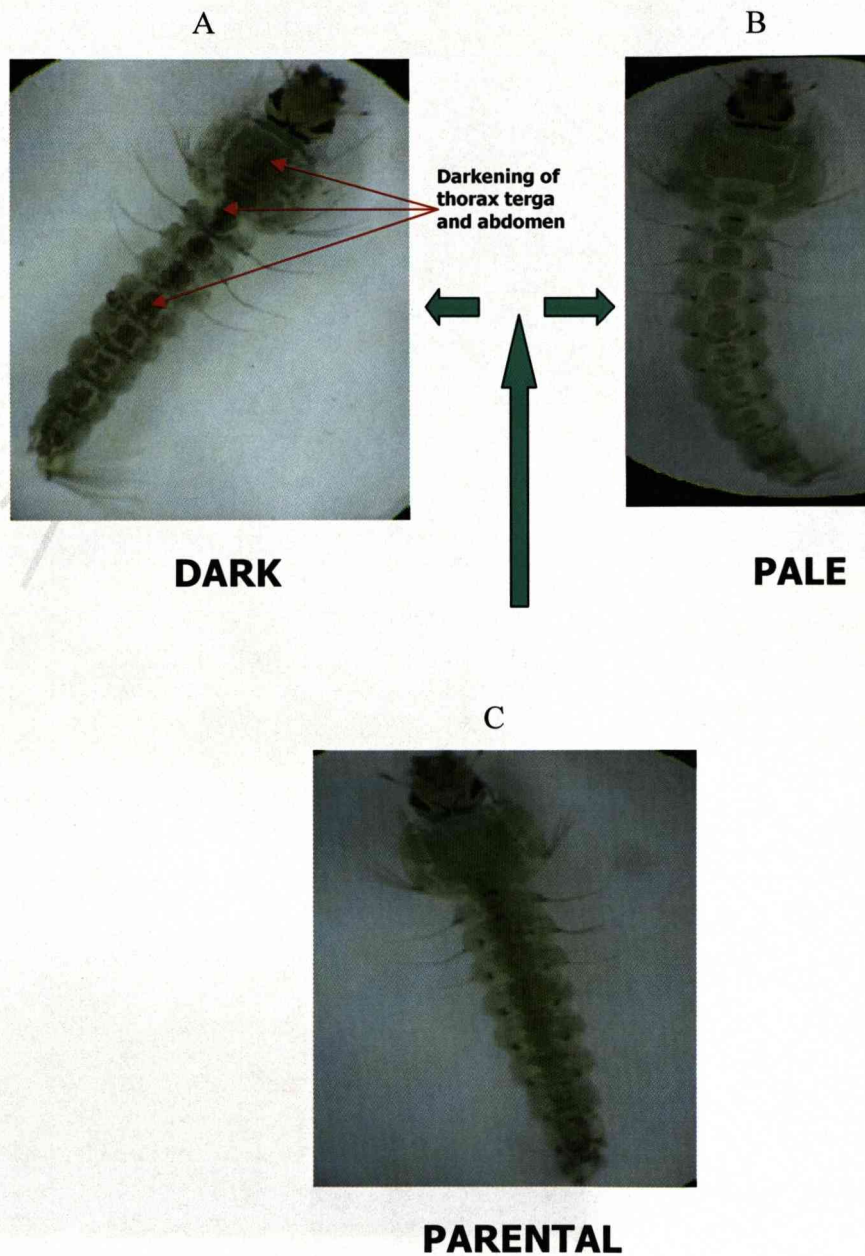 A
B
Darkening of
thorax terga
and abdomen
DARK
PALE
C
PARENTAL